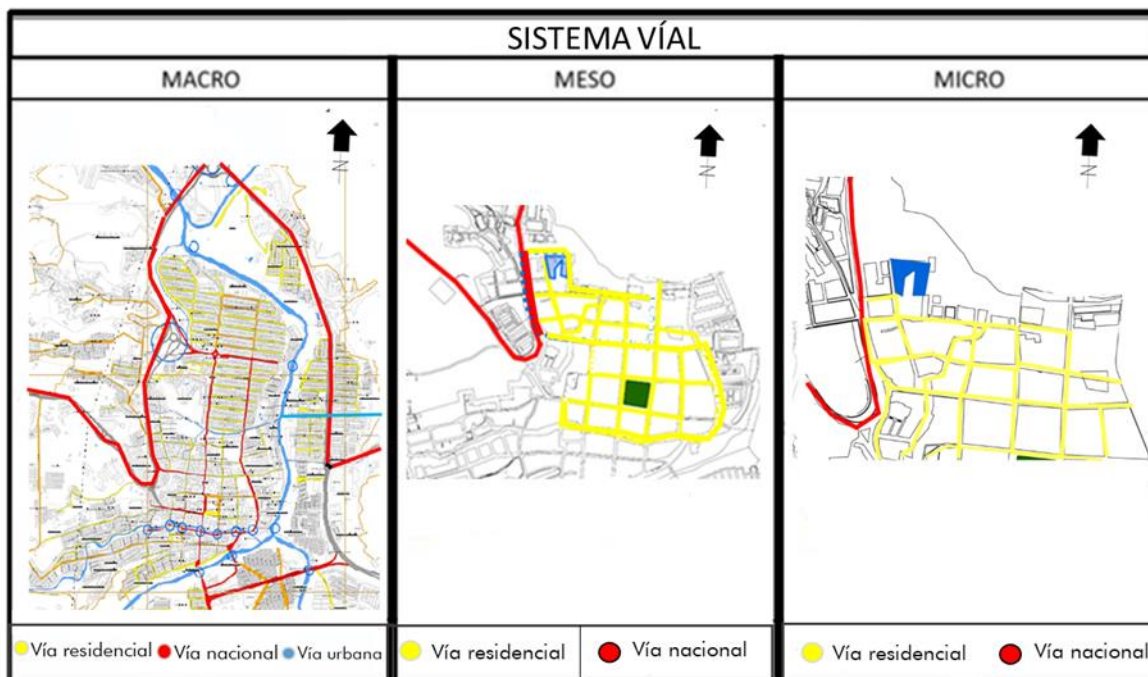 SISTEMA VÍAL
MACRO
MESO
MICRO
N
N
N
Vía residencial
Vía nacional
Vía urbana
Vía residencial
Vía nacional
Vía residencial
Vía nacional